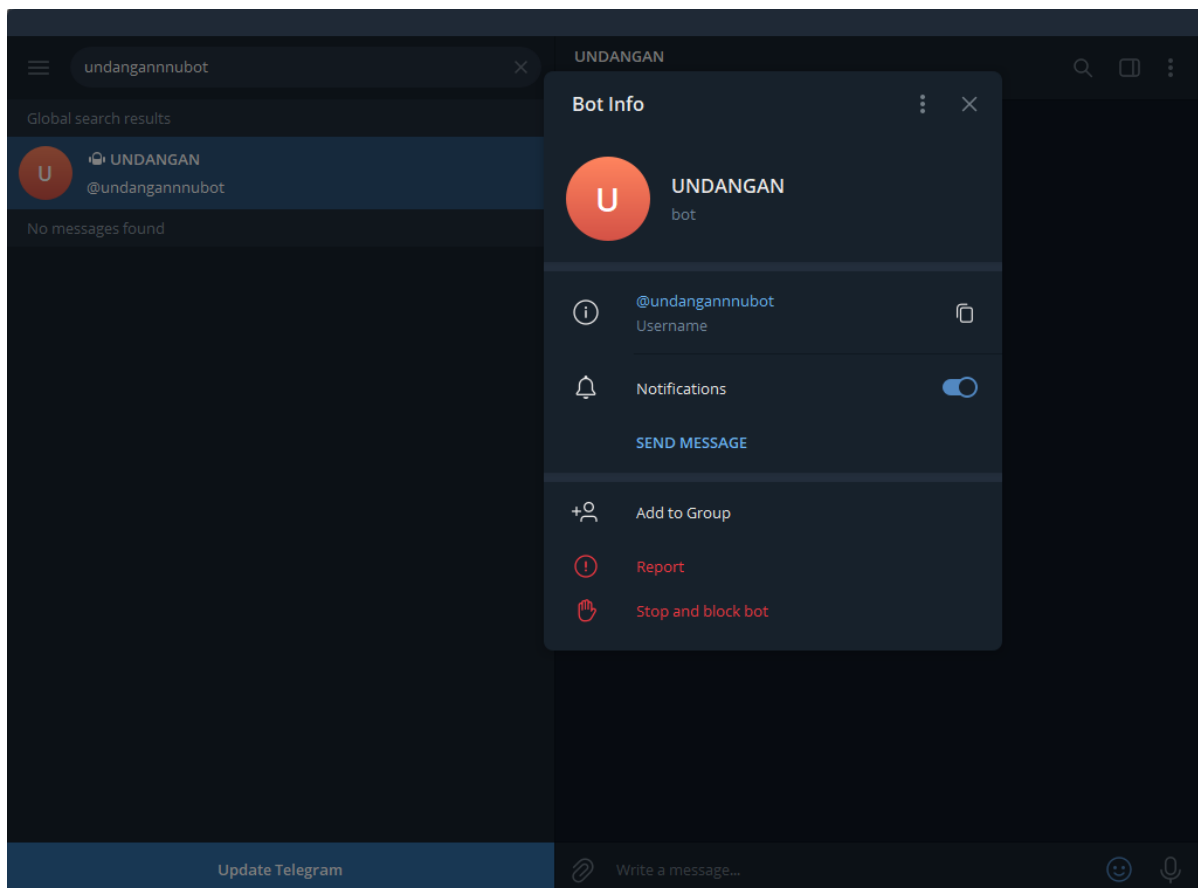 undangannnubot
Global search results
U
UNDANGAN
@undangannnubot
No messages found
Update Telegram
UNDANGAN
Bot Info
U
UNDANGAN
bot
@undangannnubot
Username
Notifications
SEND MESSAGE
Add to Group
Report
Stop and block bot
Write a message...